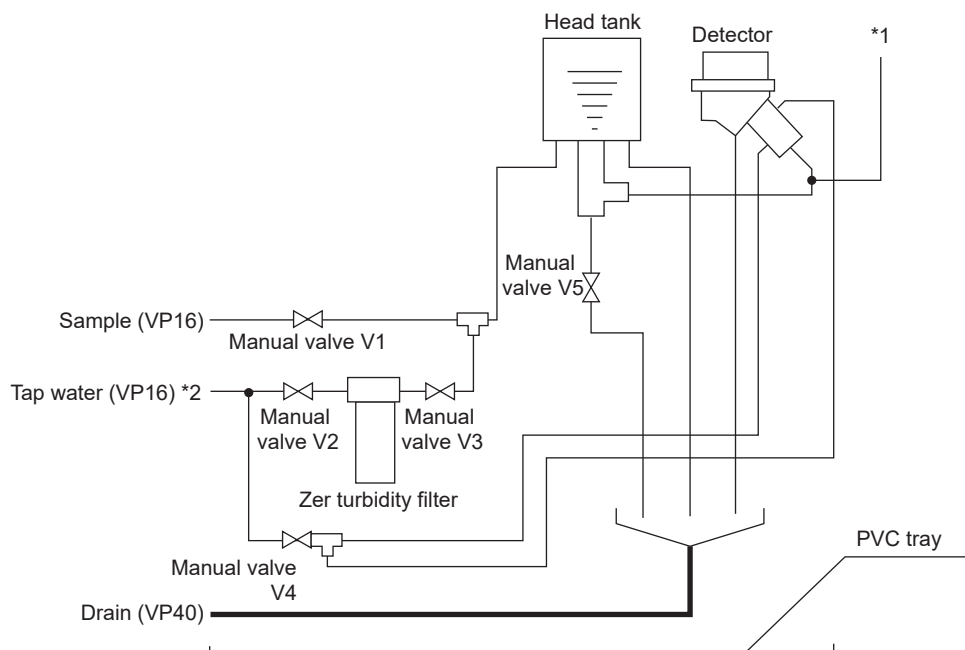 Head tank
Detector
*1
Manual
valve V5
Sample (VP16)
Manual valve V1
Tap water (VP16) *2
Manual
valve V2
Manual
valve V3
Zer turbidity filter
Manual valve
V4
PVC tray
Drain (VP40)